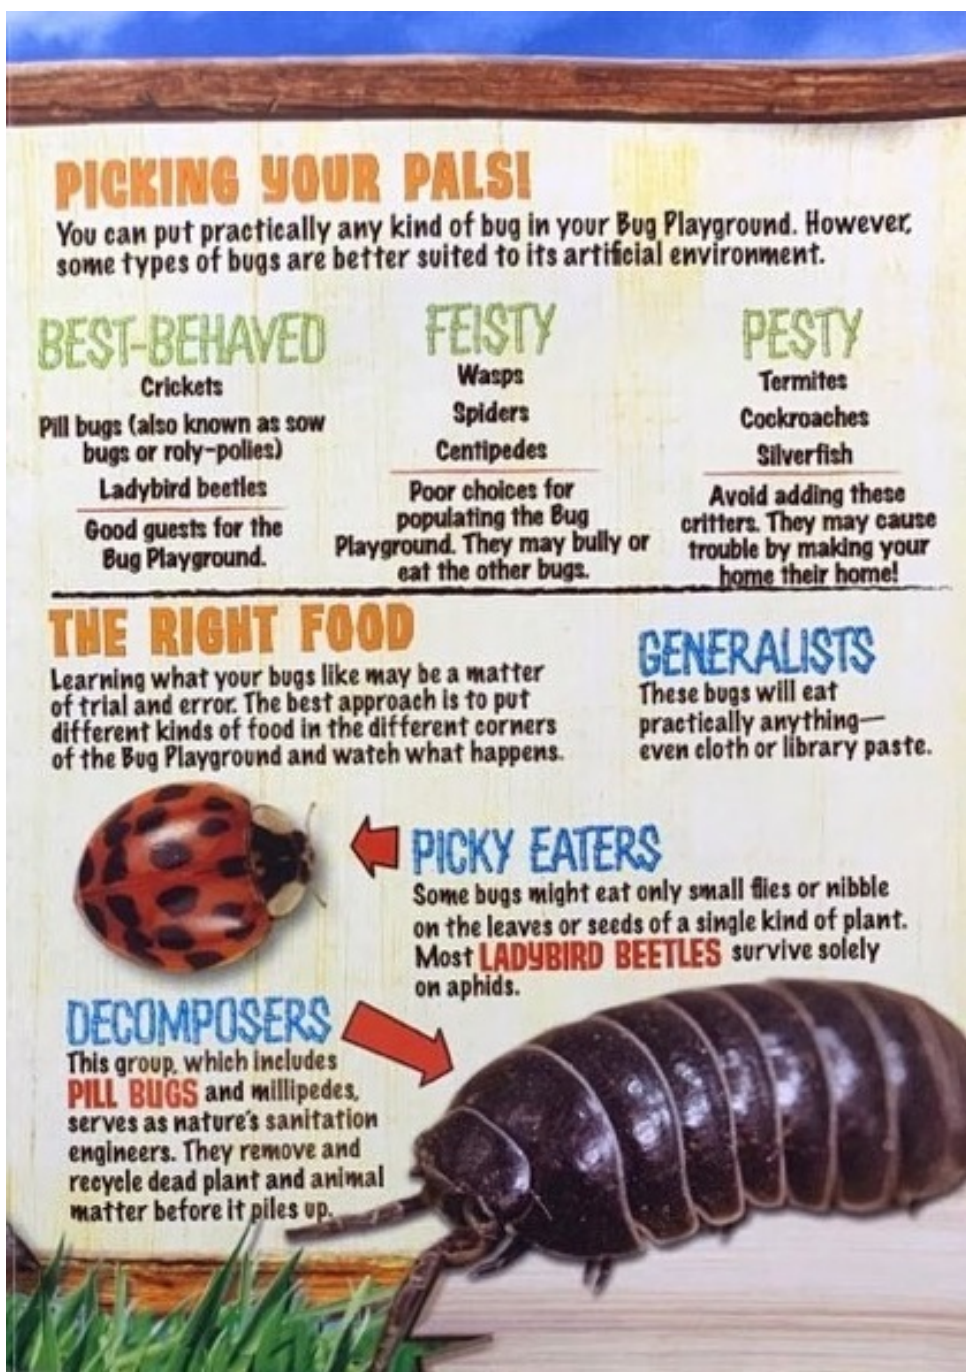 PICKING YOUR PALS!
You can put practically any kind of bug in your Bug Playground. However,
some types of bugs are better suited to its artificial environment.
BEST-BEHAVED
Crickets
Pill bugs (also known as sow
bugs or roly-polies)
Ladybird beetles
Good guests for the
Bug Playground.
FEISTY
Wasps
Spiders
Centipedes
Poor choices for
populating the Bug
Playground. They may bully or
eat the other bugs.
PESTY
Termites
Cockroaches
Silverfish
Avoid adding these
critters. They may cause
trouble by making your
home their home!
THE RIGHT FOOD
Learning what your bugs like may be a matter
of trial and error. The best approach is to put
different kinds of food in the different corners
of the Bug Playground and watch what happens.
GENERALISTS
These bugs will eat
practically anything—
even cloth or library paste.
PICKY EATERS
Some bugs might eat only small flies or nibble
on the leaves or seeds of a single kind of plant.
Most LADYBIRD BEETLES survive solely
on aphids.
DECOMPOSERS
This group, which includes
PILL BUGS and millipedes,
serves as nature's sanitation
engineers. They remove and
recycle dead plant and animal
matter before it piles up.